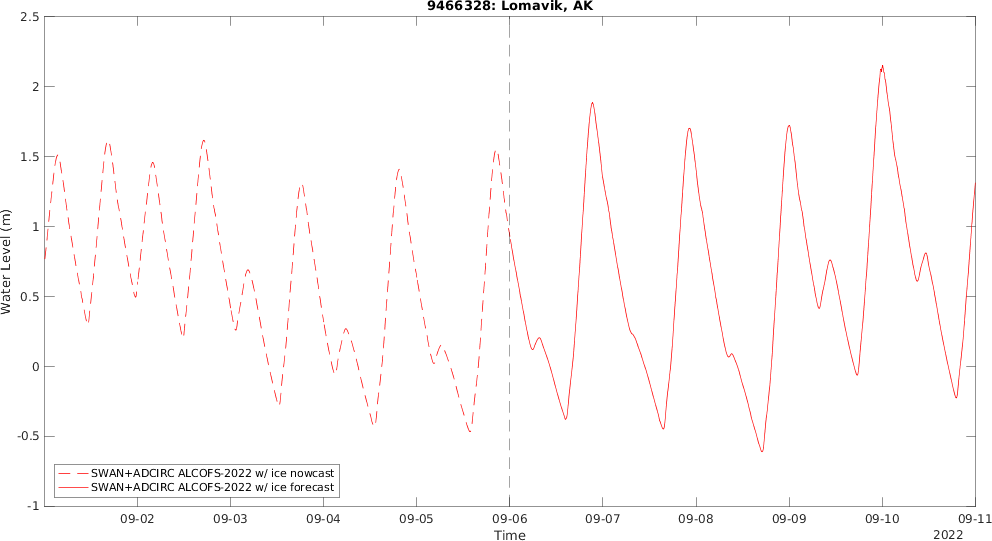 9466328: Lomavik, AK
2.5
2
1.5
1
0.5
0
-0.5
-1
Water Level (m)
SWAN+ADCIRC ALCOFS-2022 w/ ice nowcast
SWAN+ADCIRC ALCOFS-2022 w/ ice forecast
09-02 09-03 09-04 09-05 09-06 09-07 09-08 09-09 09-10 09-11
Time
2022